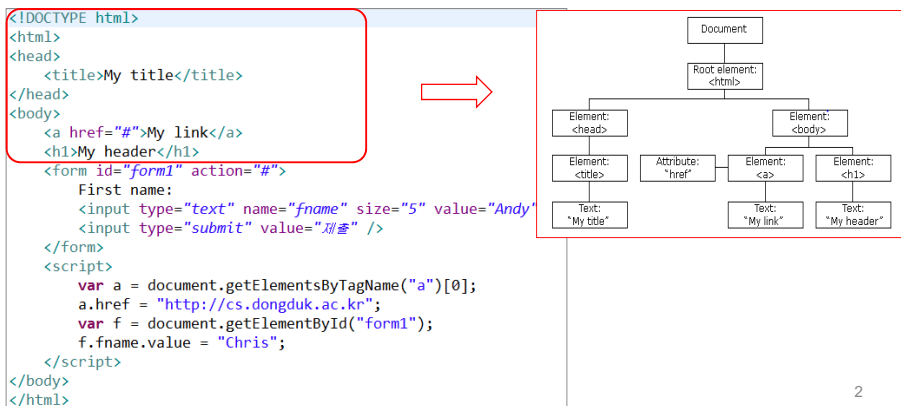 <!DOCTYPE html>
<html>
<head>
    <title>My title</title>
</head>
<body>
    <a href="#">My link</a>
    <h1>My header</h1>
    <form id="form1" action="#">
        First name:
        <input type="text" name="fname" size="5" value="Andy"
        <input type="submit" value="제출" />
    </form>
    <script>
        var a = document.getElementsByTagName("a")[0];
        a.href = "http://cs.dongduk.ac.kr";
        var f = document.getElementById("form1");
        f.fname.value = "Chris";
    </script>
</body>
</html>
Document
Root element:
<html>
Element:
<head>
Element:
<body>
Element:
<title>
Attribute:
"href"
Element:
<a>
Element:
<h1>
Text:
"My title"
Text:
"My link"
Text:
"My header"
2